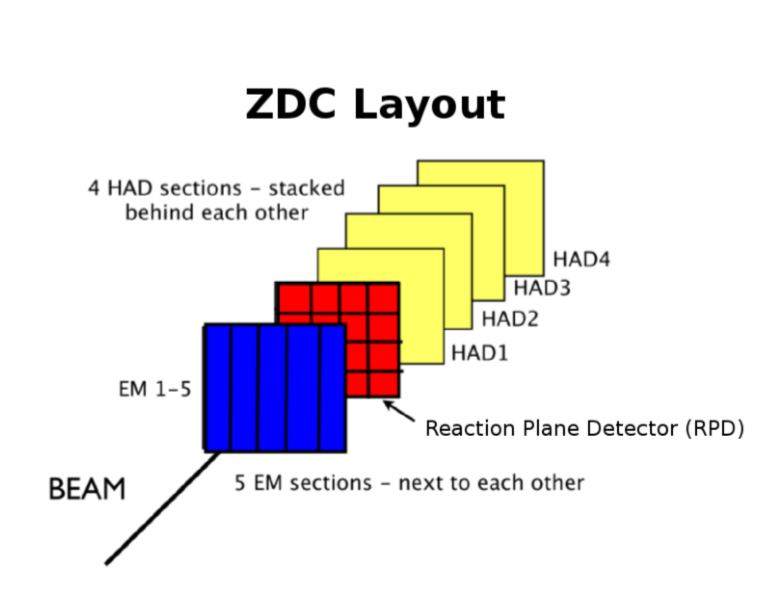 ZDC Layout
4 HAD sections – stacked
behind each other
HAD4
HAD3
HAD2
HAD1
EM 1–5
Reaction Plane Detector (RPD)
BEAM
5 EM sections – next to each other